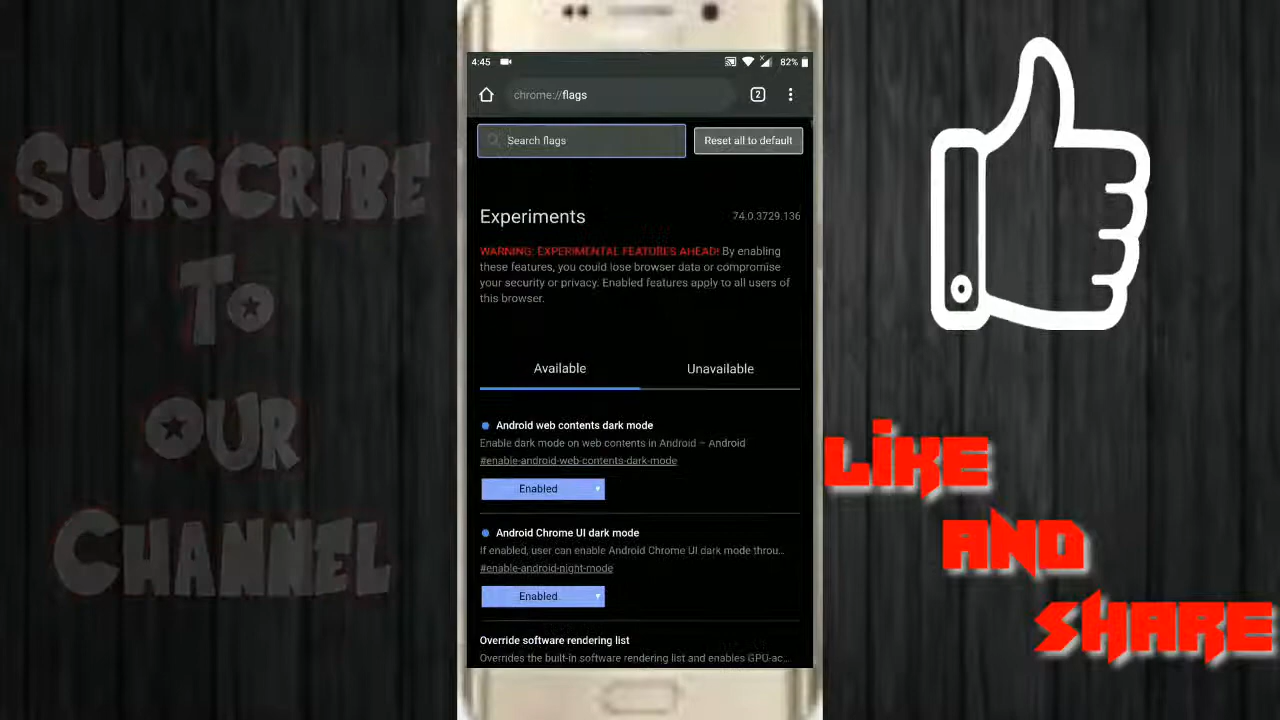 SUBSCRIBE
TO
OUR
CHANNEL
4:45
82%
chrome://flags
2
Search flags
Reset all to default
Experiments
74.0.3729.136
WARNING: EXPERIMENTAL FEATURES AHEAD! By enabling
these features, you could lose browser data or compromise
your security or privacy. Enabled features apply to all users of
this browser.
Available
Unavailable
Android web contents dark mode
Enable dark mode on web contents in Android – Android
#enable-android-web-contents-dark-mode
Enabled
Android Chrome UI dark mode
If enabled, user can enable Android Chrome UI dark mode throu...
#enable-android-night-mode
Enabled
Override software rendering list
Overrides the built-in software rendering list and enables GPU-ac...
LIKE
AND
SHARE